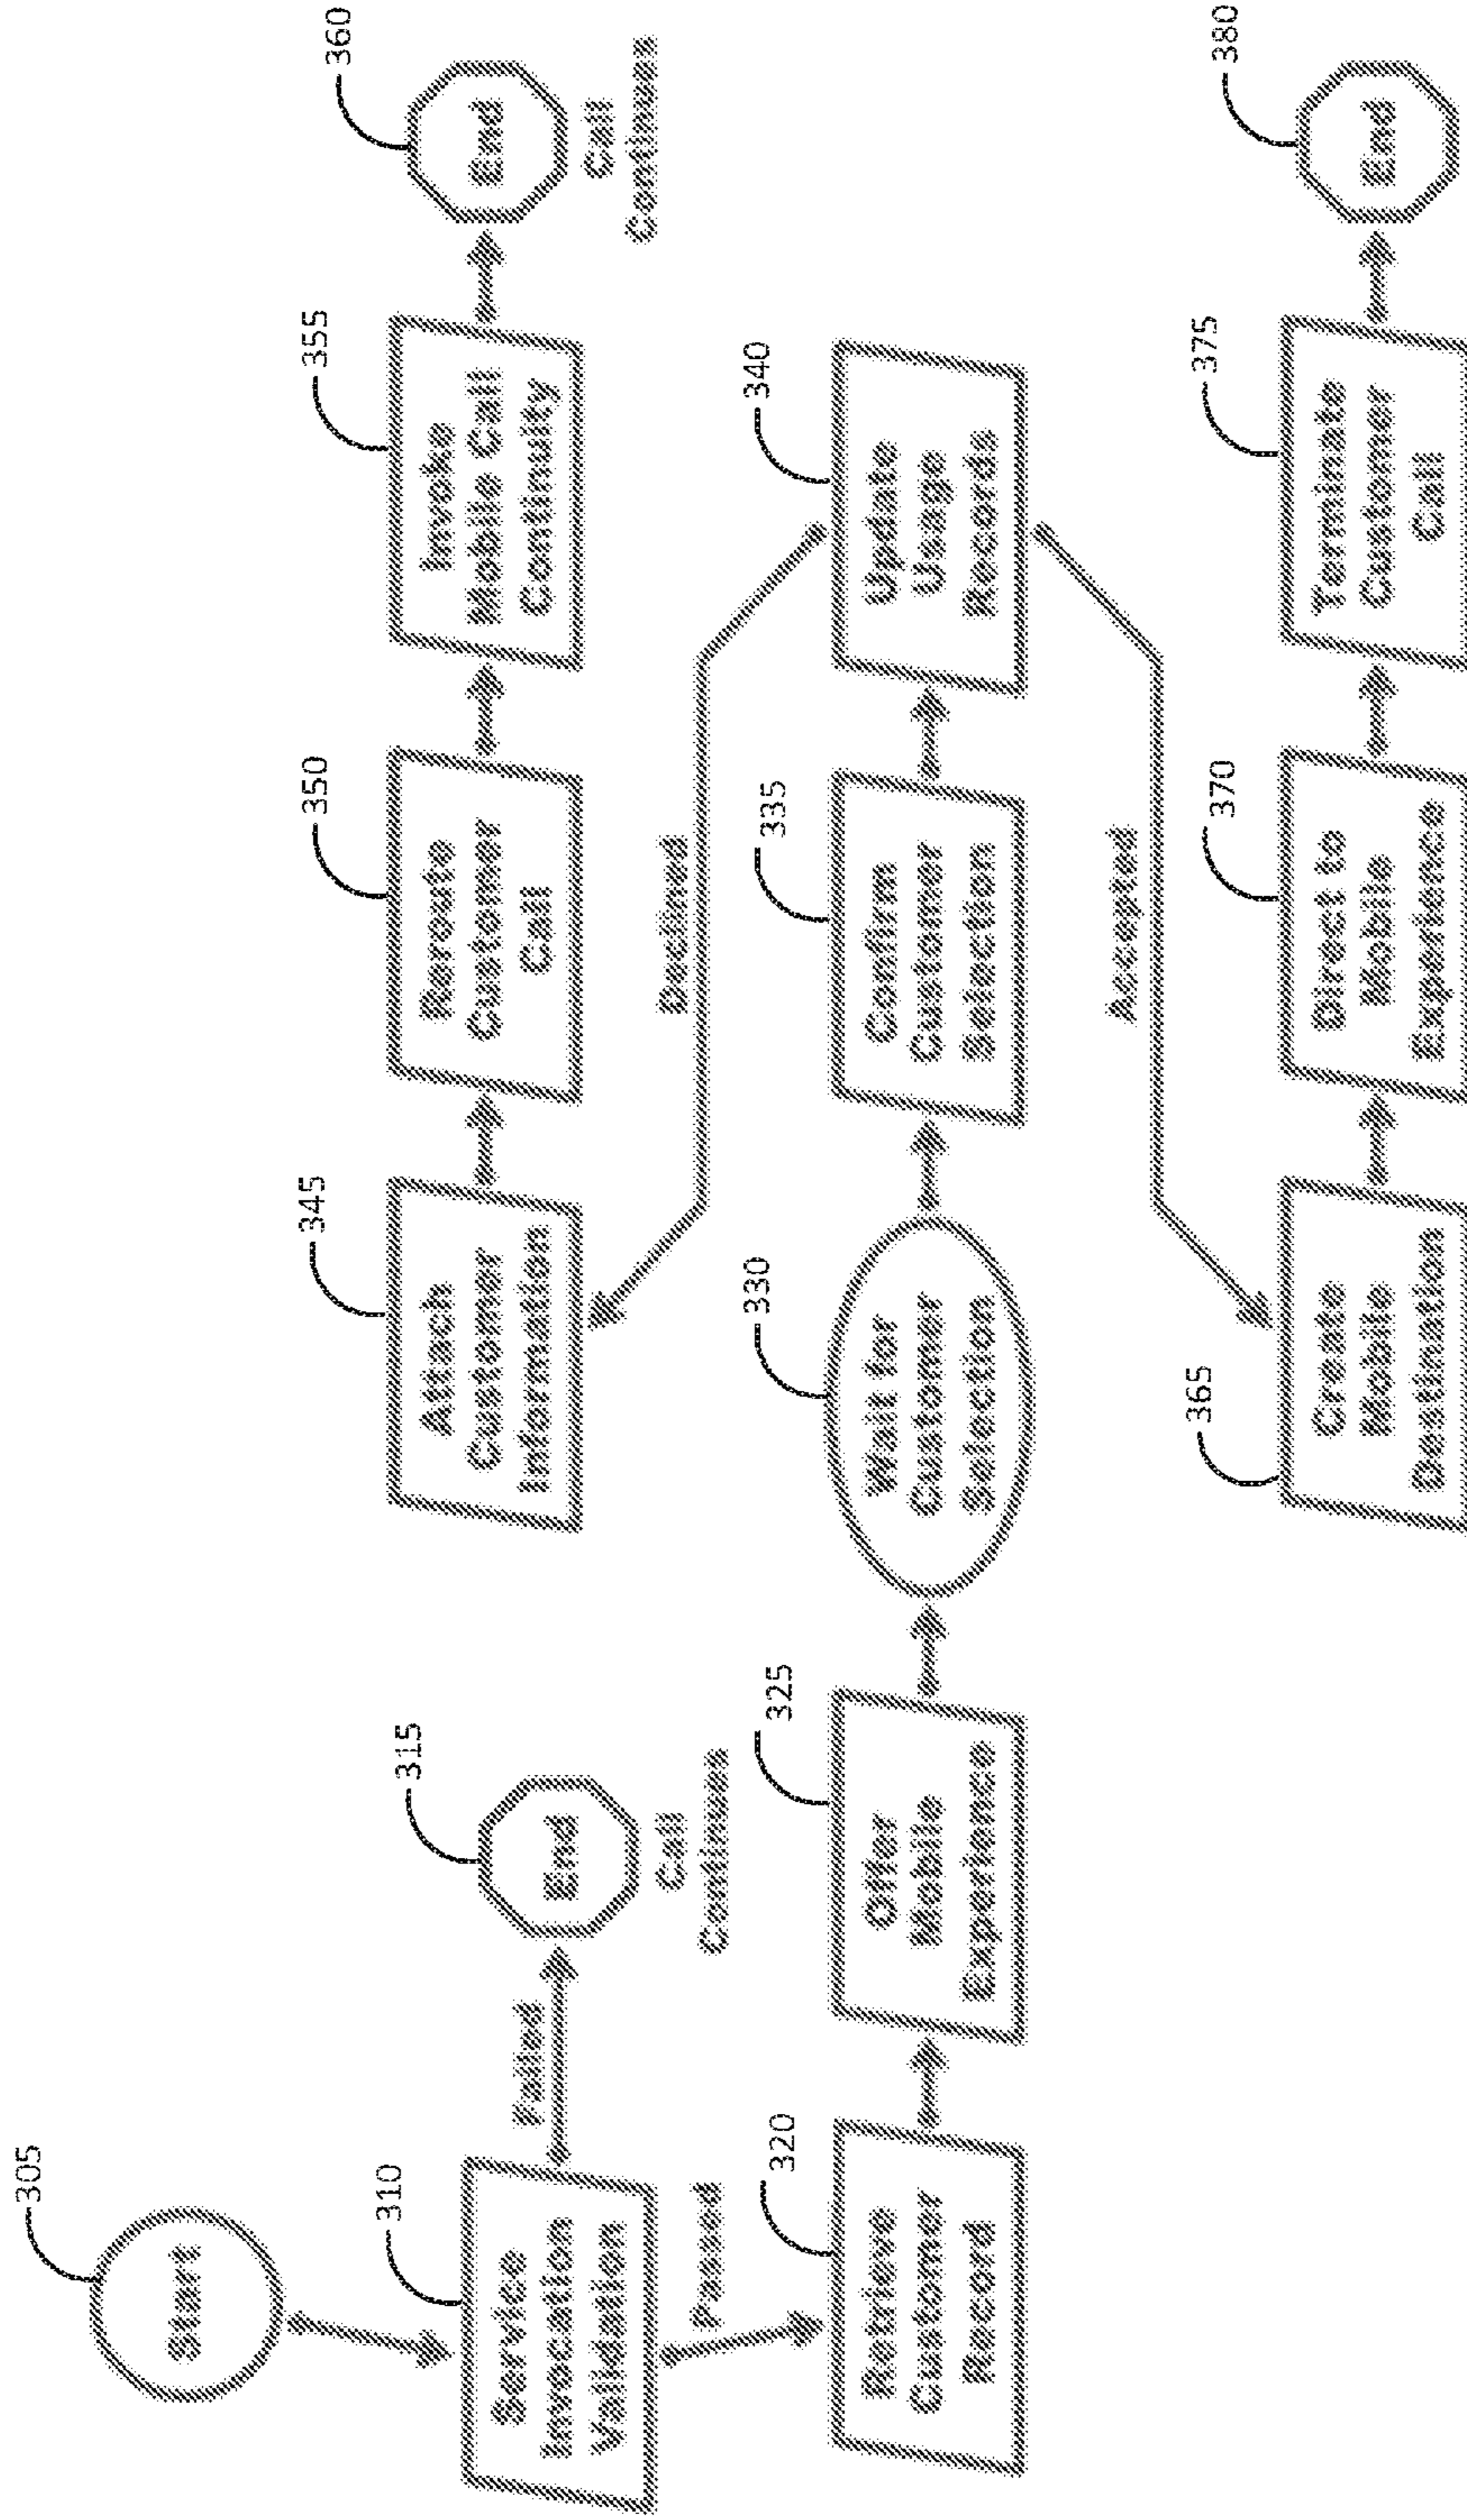 305
Start
310
Service
Invocation
Validation
Failed
315
End
Call
Continues
Passed
320
Retrieve
Customer
Record
325
Offer
Mobile
Experience
330
Wait for
Customer
Selection
335
Confirm
Customer
Selection
340
Update
Usage
Records
Declined
345
Attach
Customer
Information
350
Reroute
Customer
Call
355
Invoke
Mobile Call
Continuity
360
End
Call
Continues
Accepted
365
Create
Mobile
Destination
370
Direct to
Mobile
Experience
375
Terminate
Customer
Call
380
End